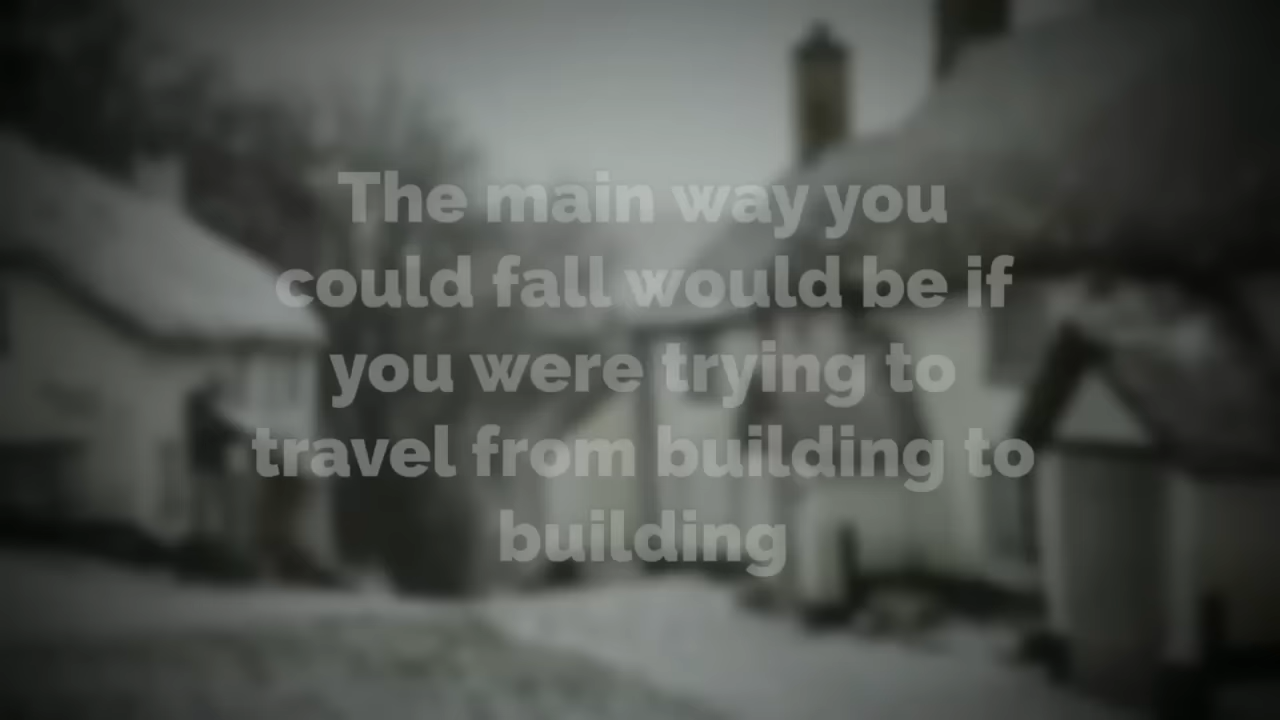 The main way you
could fall would be if
you were trying to
travel from building to
building